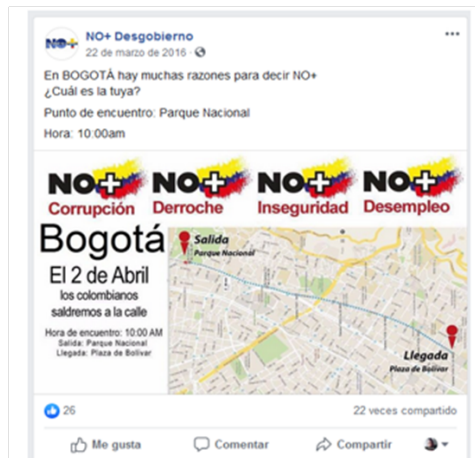 NO+ Desgobierno
22 de marzo de 2016 ·
En BOGOTÁ hay muchas razones para decir NO+
¿Cuál es la tuya?
Punto de encuentro: Parque Nacional
Hora: 10:00am
NO+ NO+ NO+ NO+
Corrupción Derroche Inseguridad Desempleo
Bogotá
El 2 de Abril
los colombianos
saldremos a la calle
Hora de encuentro: 10:00 AM
Salida: Parque Nacional
Llegada: Plaza de Bolivar
Salida
Parque Nacional
Llegada
Plaza de Bolivar
26
22 veces compartido
Me gusta Comentar Compartir